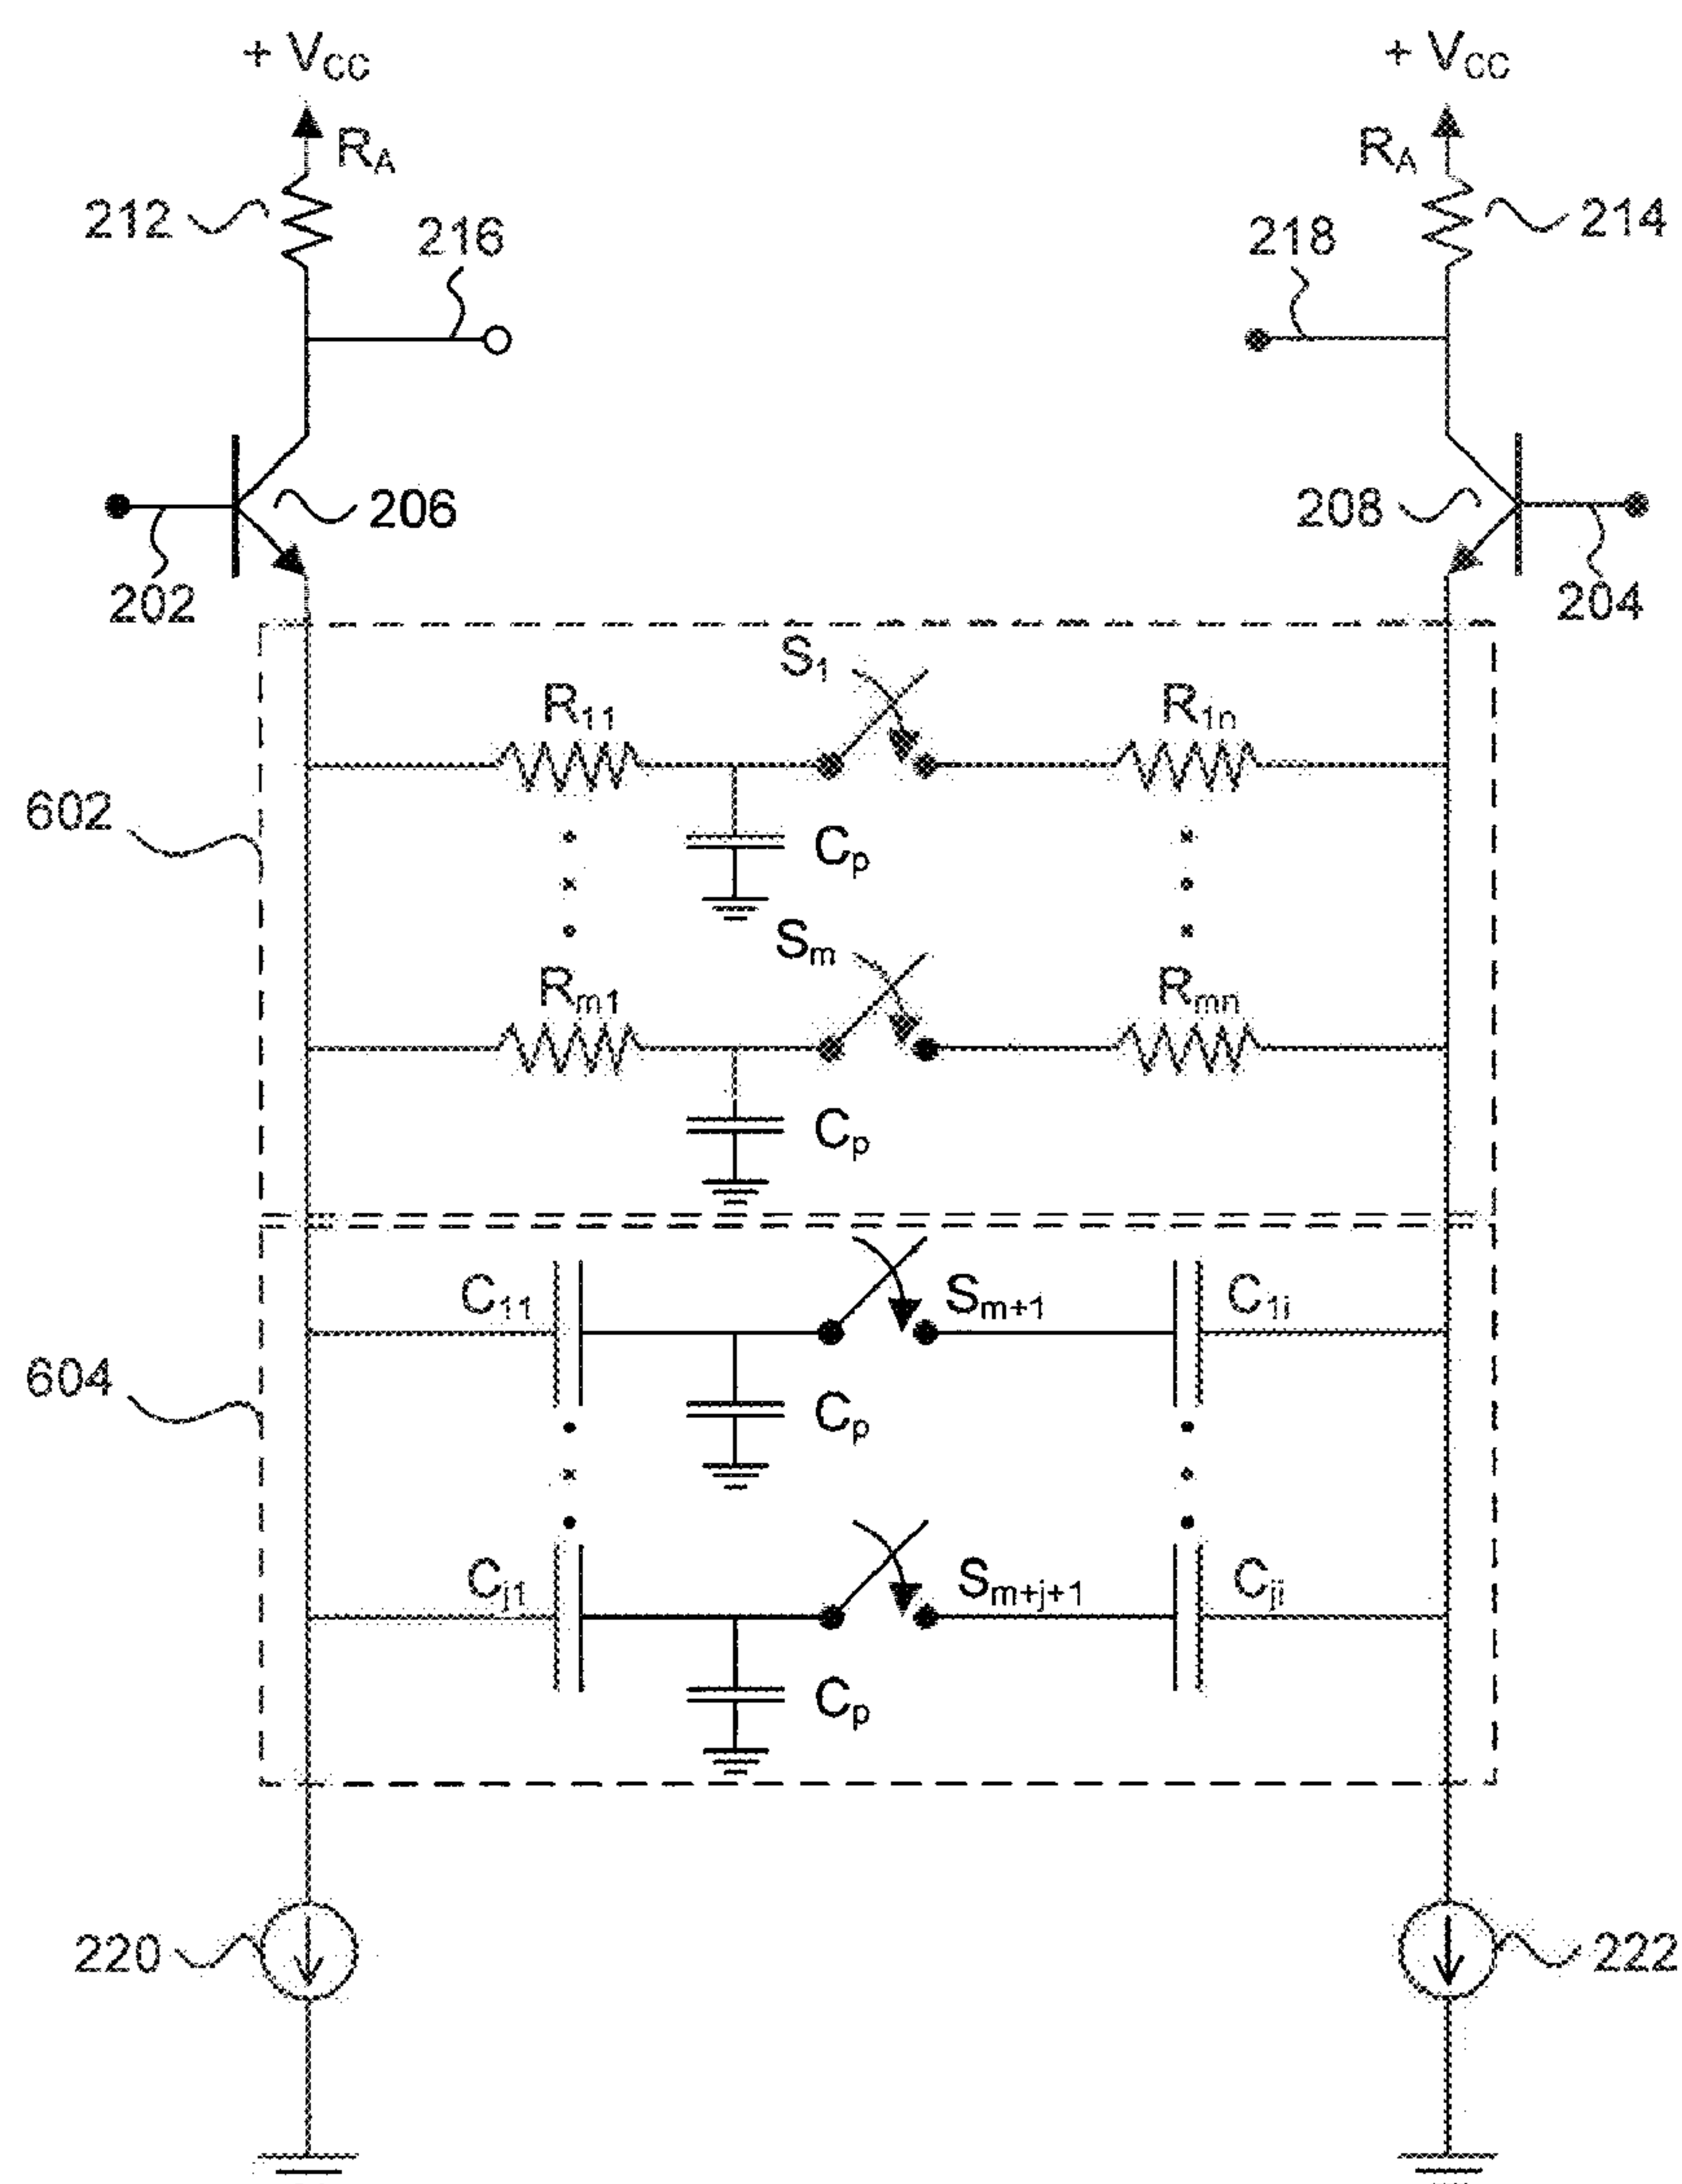 + VCC + VCC
RA RA
212 214
216 218
206 208
202 204
S1
R11 R1n
602
Cp
Sm
Rm1 Rmn
Cp
C11 Sm+1 C1i
604
Cp
Cj1 Sm+j+1 Cji
Cp
220 222